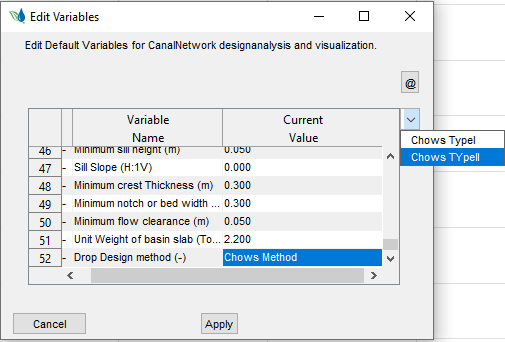 Edit Variables
Edit Default Variables for CanalNetwork designanalysis and visualization.
@
Variable Name Current Value
46 - Minimum sill height (m) 0.050
47 - Sill Slope (H:1V) 0.000
48 - Minimum crest Thickness (m) 0.300
49 - Minimum notch or bed width ... 0.300
50 - Minimum flow clearance (m) 0.050
51 - Unit Weight of basin slab (To... 2.200
52 - Drop Design method (-) Chows Method
Chows TypeI
Chows TYpeII
Cancel
Apply